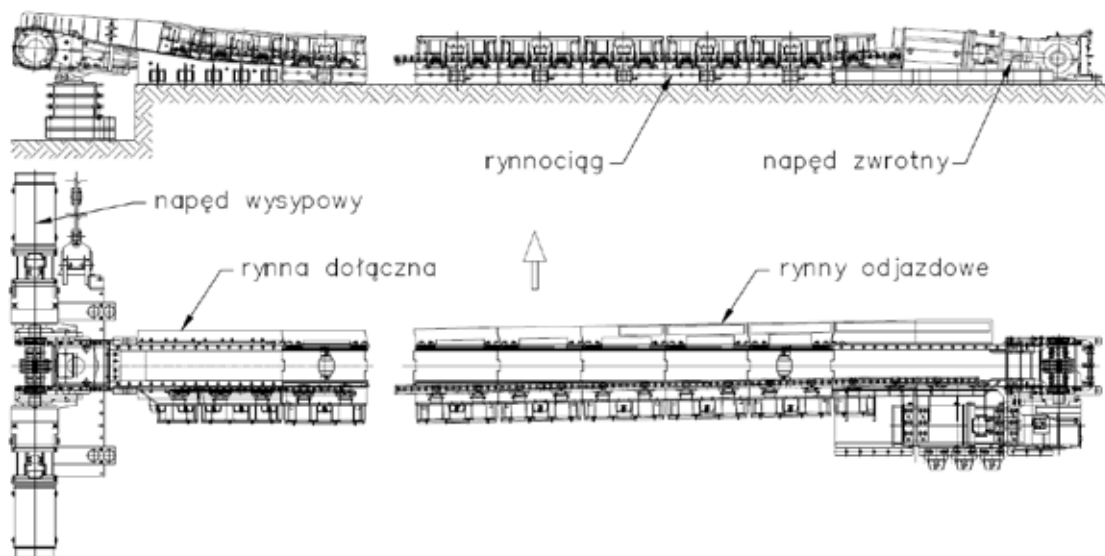 rynnociąg
napęd zwrotny
napęd wysypowy
rynna dołączna
rynny odjazdowe